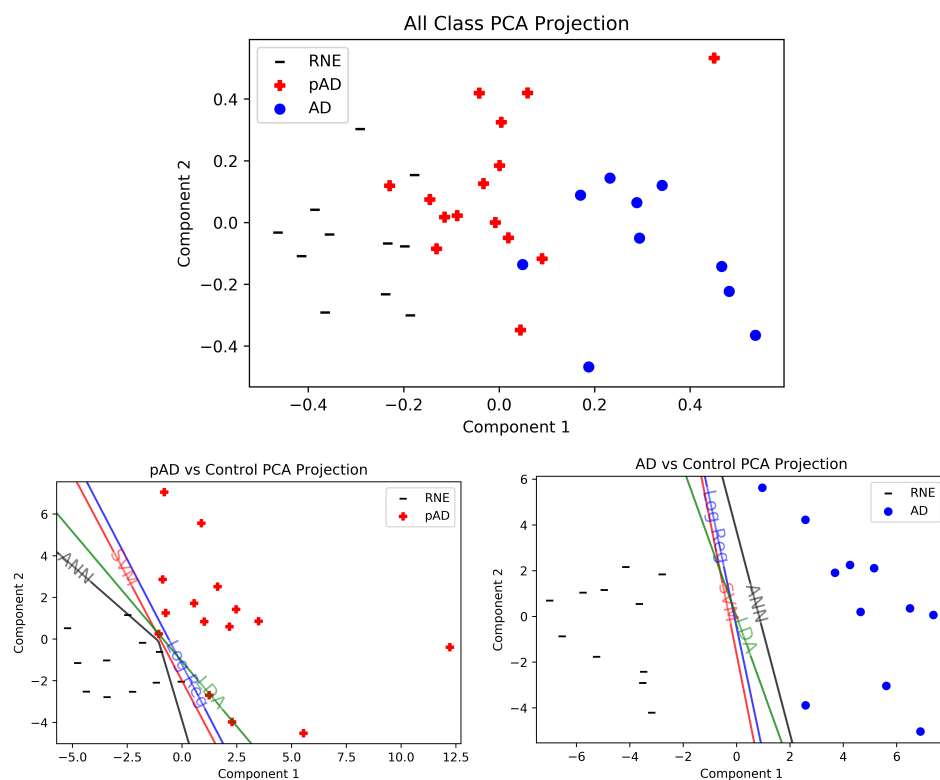 All Class PCA Projection
RNE
pAD
AD
0.4
0.2
0.0
−0.2
−0.4
Component 2
−0.4
−0.2
0.0
0.2
0.4
Component 1
pAD vs Control PCA Projection
RNE
pAD
6
4
2
0
−2
−4
Component 2
ANN
SVM
Log Reg
LDA
−5.0
−2.5
0.0
2.5
5.0
7.5
10.0
12.5
Component 1
AD vs Control PCA Projection
RNE
AD
6
4
2
0
−2
−4
Component 2
Log Reg
SVM
ANN
LDA
−6
−4
−2
0
2
4
6
Component 1